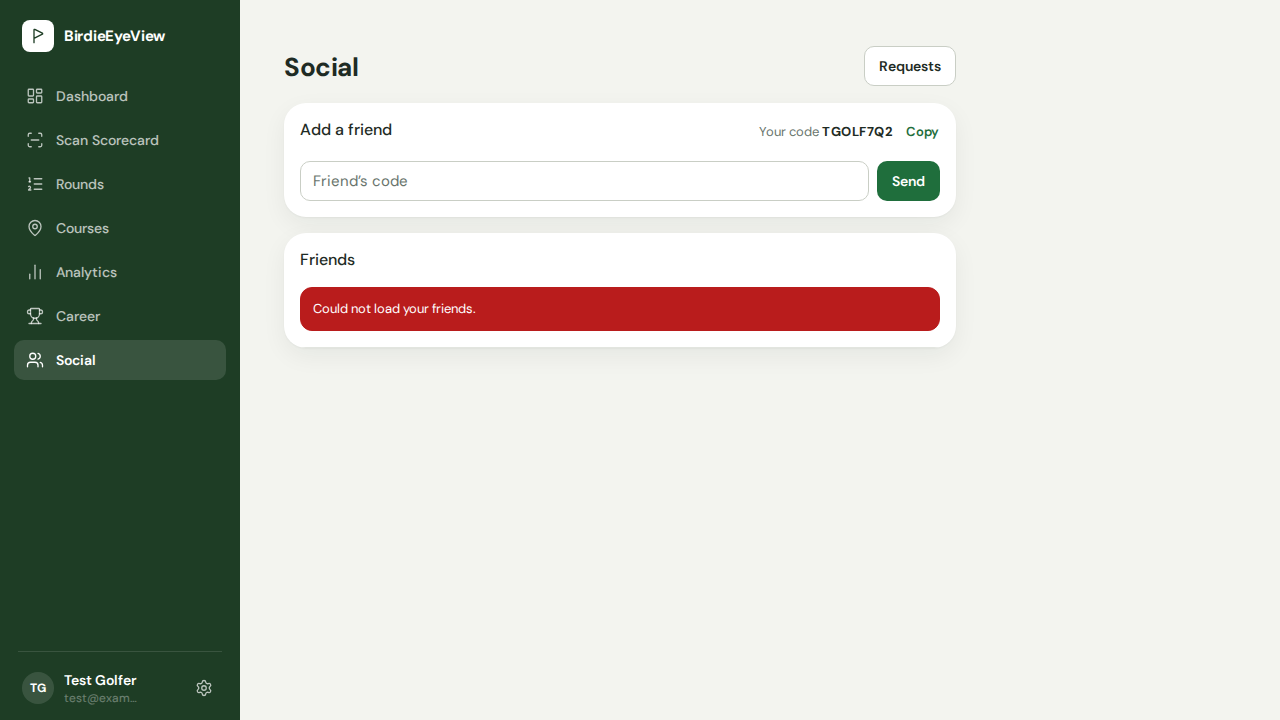 BirdieEyeView
Dashboard
Scan Scorecard
Rounds
Courses
Analytics
Career
Social
TG
Test Golfer
test@exam…
Social
Requests
Add a friend
Your code TGOLF7Q2 Copy
Friend's code
Send
Friends
Could not load your friends.